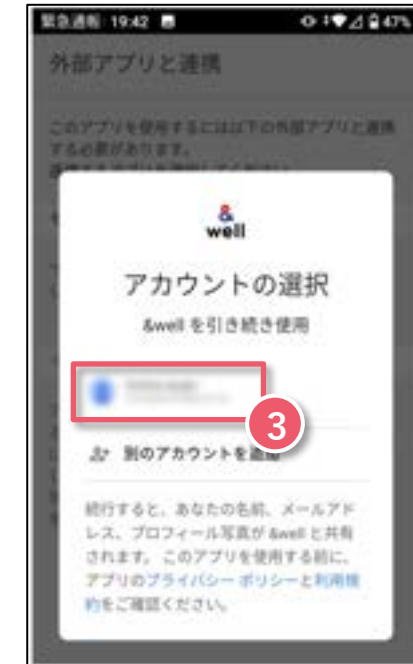 緊急通報 19:42 47%
外部アプリと連携
このアプリを使用するには以下の外部アプリと連携
する必要があります。
&
well
アカウントの選択
&well を引き続き使用
3
別のアカウントを追加
続行すると、あなたの名前、メールアド
レス、プロフィール写真が &well と共有
されます。このアプリを使用する前に、
アプリのプライバシー ポリシーと利用規
約をご確認ください。